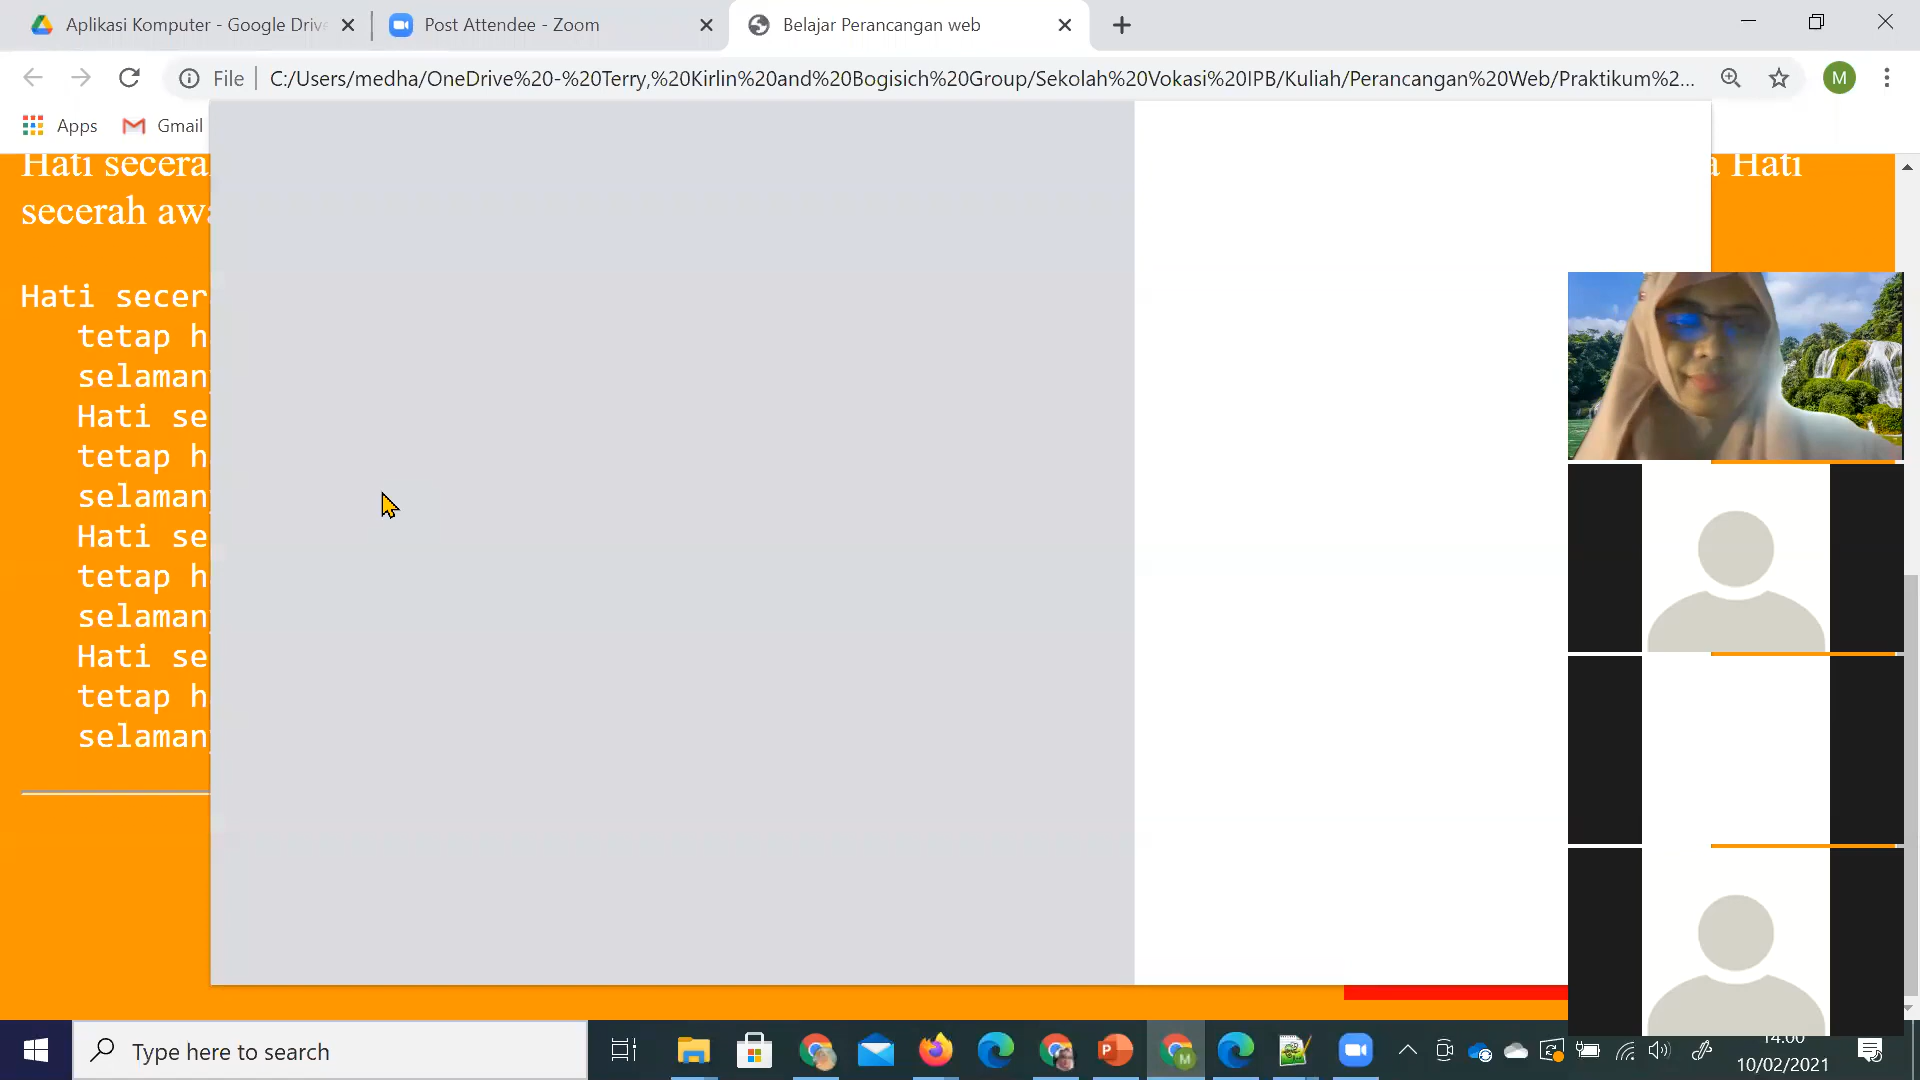 Aplikasi Komputer - Google Drive
Post Attendee - Zoom
Belajar Perancangan web
File
C:/Users/medha/OneDrive%20-%20Terry,%20Kirlin%20and%20Bogisich%20Group/Sekolah%20Vokasi%20IPB/Kuliah/Perancangan%20Web/Praktikum%2...
M
Apps
Gmail
Hati secera
a Hati
secerah awa
Hati secer
tetap h
selaman
Hati se
tetap h
selaman
Hati se
tetap h
selaman
Hati se
tetap h
selaman
Type here to search
14:00
10/02/2021